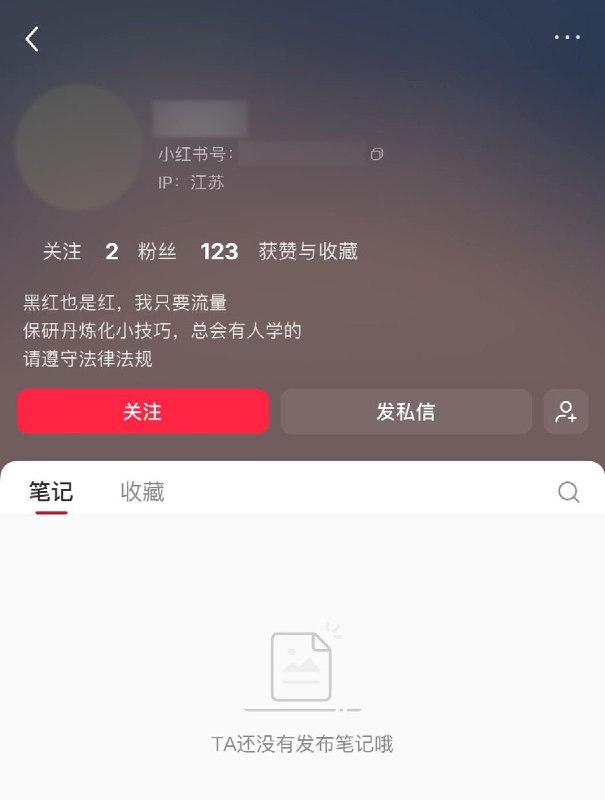 小红书号：
IP：江苏
关注 2 粉丝 123 获赞与收藏
黑红也是红，我只要流量
保研丹炼化小技巧，总会有人学的
请遵守法律法规
关注 发私信
笔记 收藏
TA还没有发布笔记哦